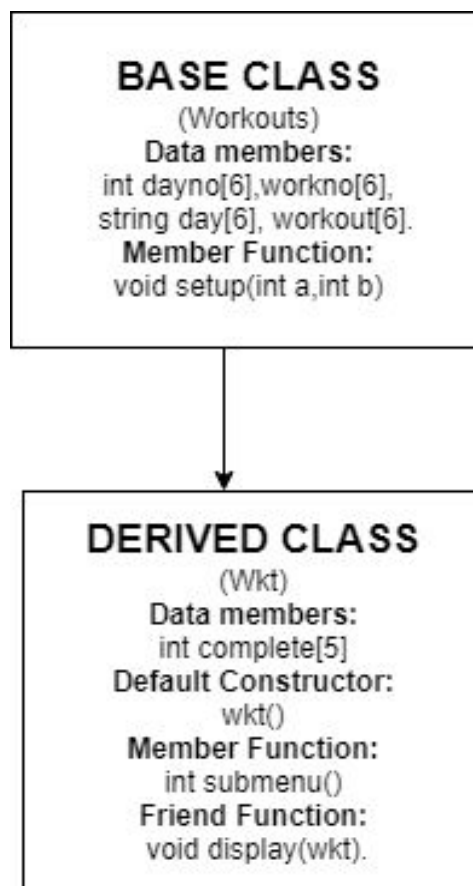 BASE CLASS
(Workouts)
Data members:
int dayno[6],workno[6],
string day[6], workout[6].
Member Function:
void setup(int a,int b)
DERIVED CLASS
(Wkt)
Data members:
int complete[5]
Default Constructor:
wkt()
Member Function:
int submenu()
Friend Function:
void display(wkt).